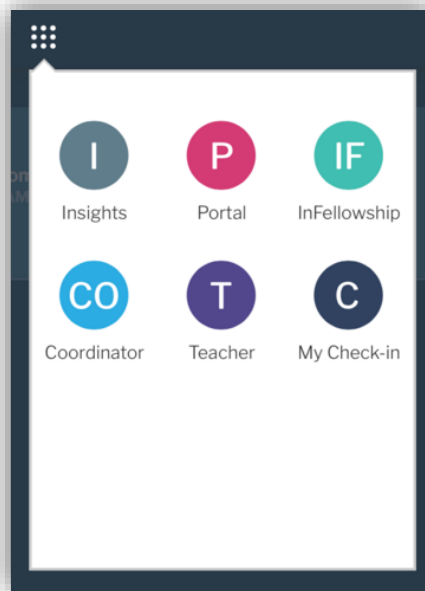 I P IF
Insights Portal InFellowship
CO T C
Coordinator Teacher My Check-in